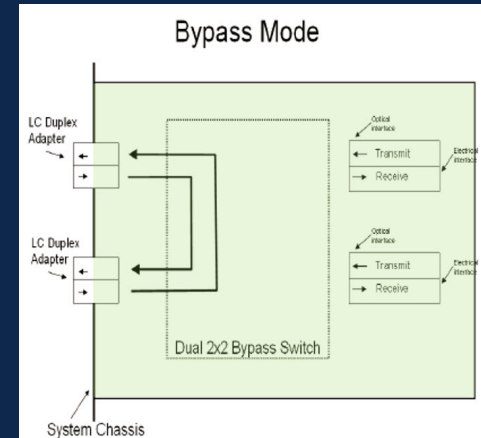 Bypass Mode
LC Duplex
Adapter
Optical
interface
Transmit
Electrical
interface
Receive
LC Duplex
Adapter
Optical
interface
Transmit
Electrical
interface
Receive
Dual 2x2 Bypass Switch
System Chassis